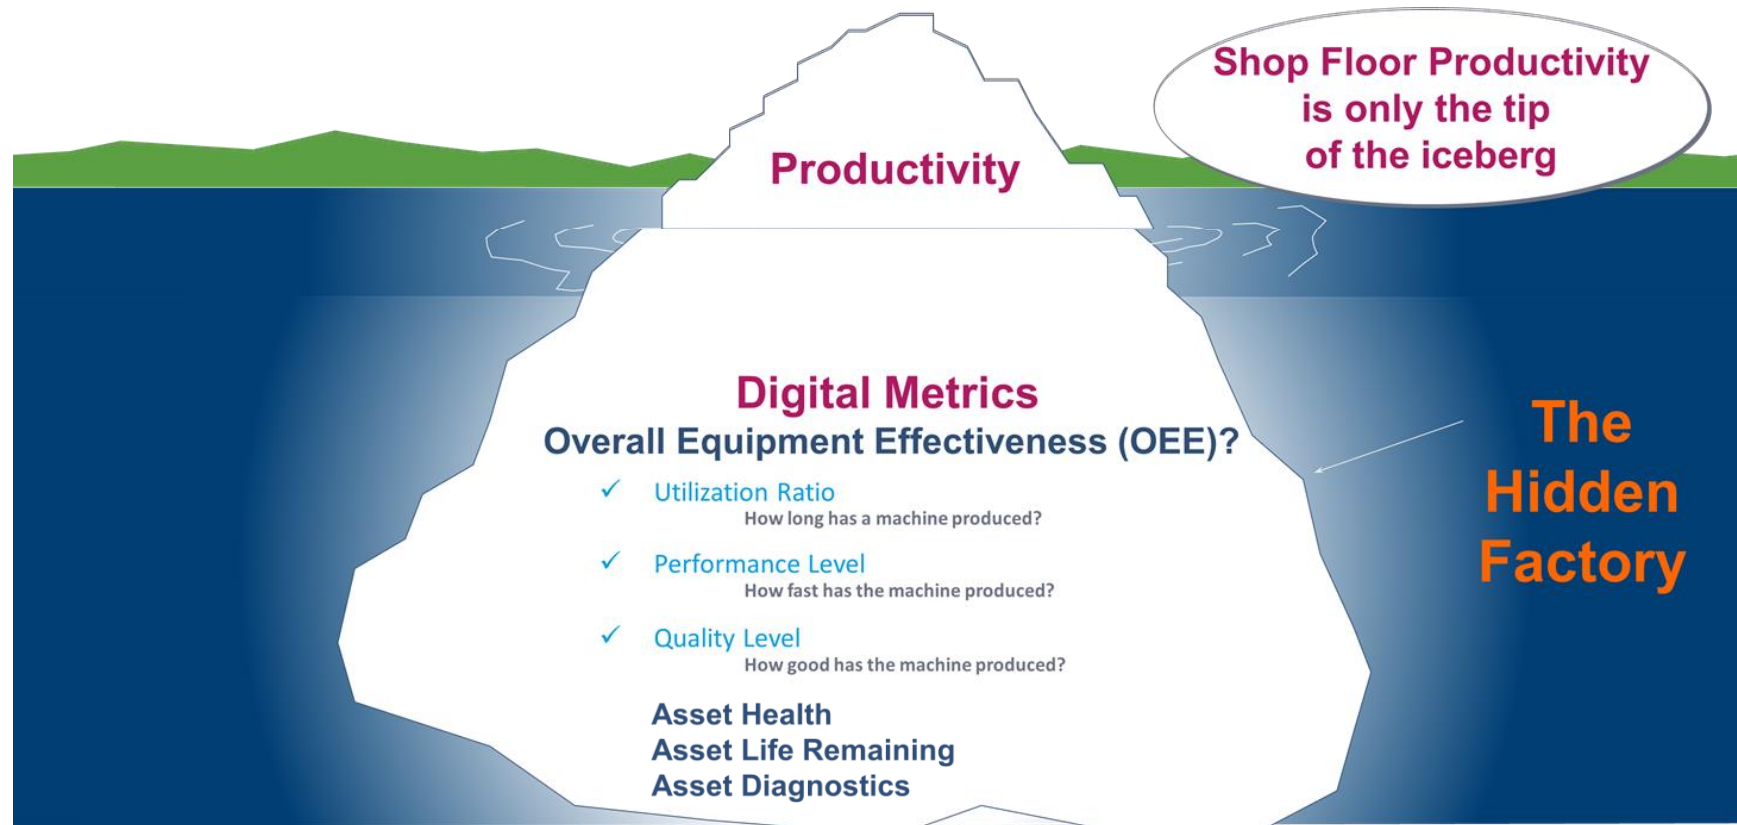 Shop Floor Productivity
is only the tip
of the iceberg
Productivity
Digital Metrics
Overall Equipment Effectiveness (OEE)?
✓ Utilization Ratio
How long has a machine produced?
✓ Performance Level
How fast has the machine produced?
✓ Quality Level
How good has the machine produced?
Asset Health
Asset Life Remaining
Asset Diagnostics
The
Hidden
Factory